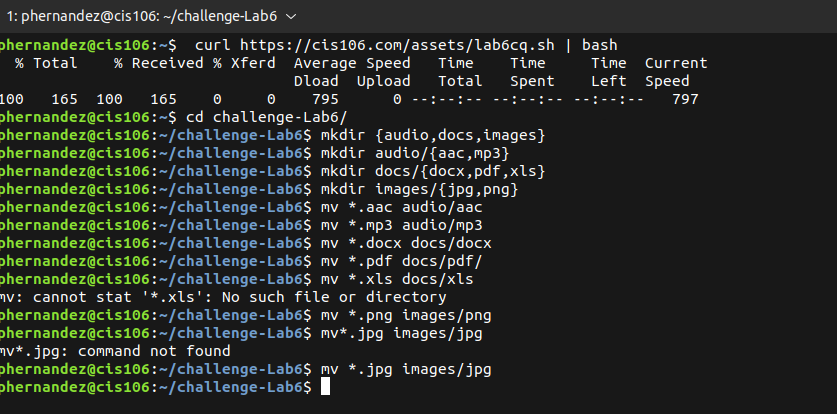 1: phernandez@cis106: ~/challenge-Lab6
phernandez@cis106:~$  curl https://cis106.com/assets/lab6cq.sh | bash
  % Total    % Received % Xferd  Average Speed   Time    Time     Time  Current
                                 Dload  Upload   Total   Spent    Left  Speed
100   165  100   165    0     0    795      0 --:--:-- --:--:-- --:--:--   797
phernandez@cis106:~$ cd challenge-Lab6/
phernandez@cis106:~/challenge-Lab6$ mkdir {audio,docs,images}
phernandez@cis106:~/challenge-Lab6$ mkdir audio/{aac,mp3}
phernandez@cis106:~/challenge-Lab6$ mkdir docs/{docx,pdf,xls}
phernandez@cis106:~/challenge-Lab6$ mkdir images/{jpg,png}
phernandez@cis106:~/challenge-Lab6$ mv *.aac audio/aac
phernandez@cis106:~/challenge-Lab6$ mv *.mp3 audio/mp3
phernandez@cis106:~/challenge-Lab6$ mv *.docx docs/docx
phernandez@cis106:~/challenge-Lab6$ mv *.pdf docs/pdf/
phernandez@cis106:~/challenge-Lab6$ mv *.xls docs/xls
mv: cannot stat '*.xls': No such file or directory
phernandez@cis106:~/challenge-Lab6$ mv *.png images/png
phernandez@cis106:~/challenge-Lab6$ mv*.jpg images/jpg
mv*.jpg: command not found
phernandez@cis106:~/challenge-Lab6$ mv *.jpg images/jpg
phernandez@cis106:~/challenge-Lab6$